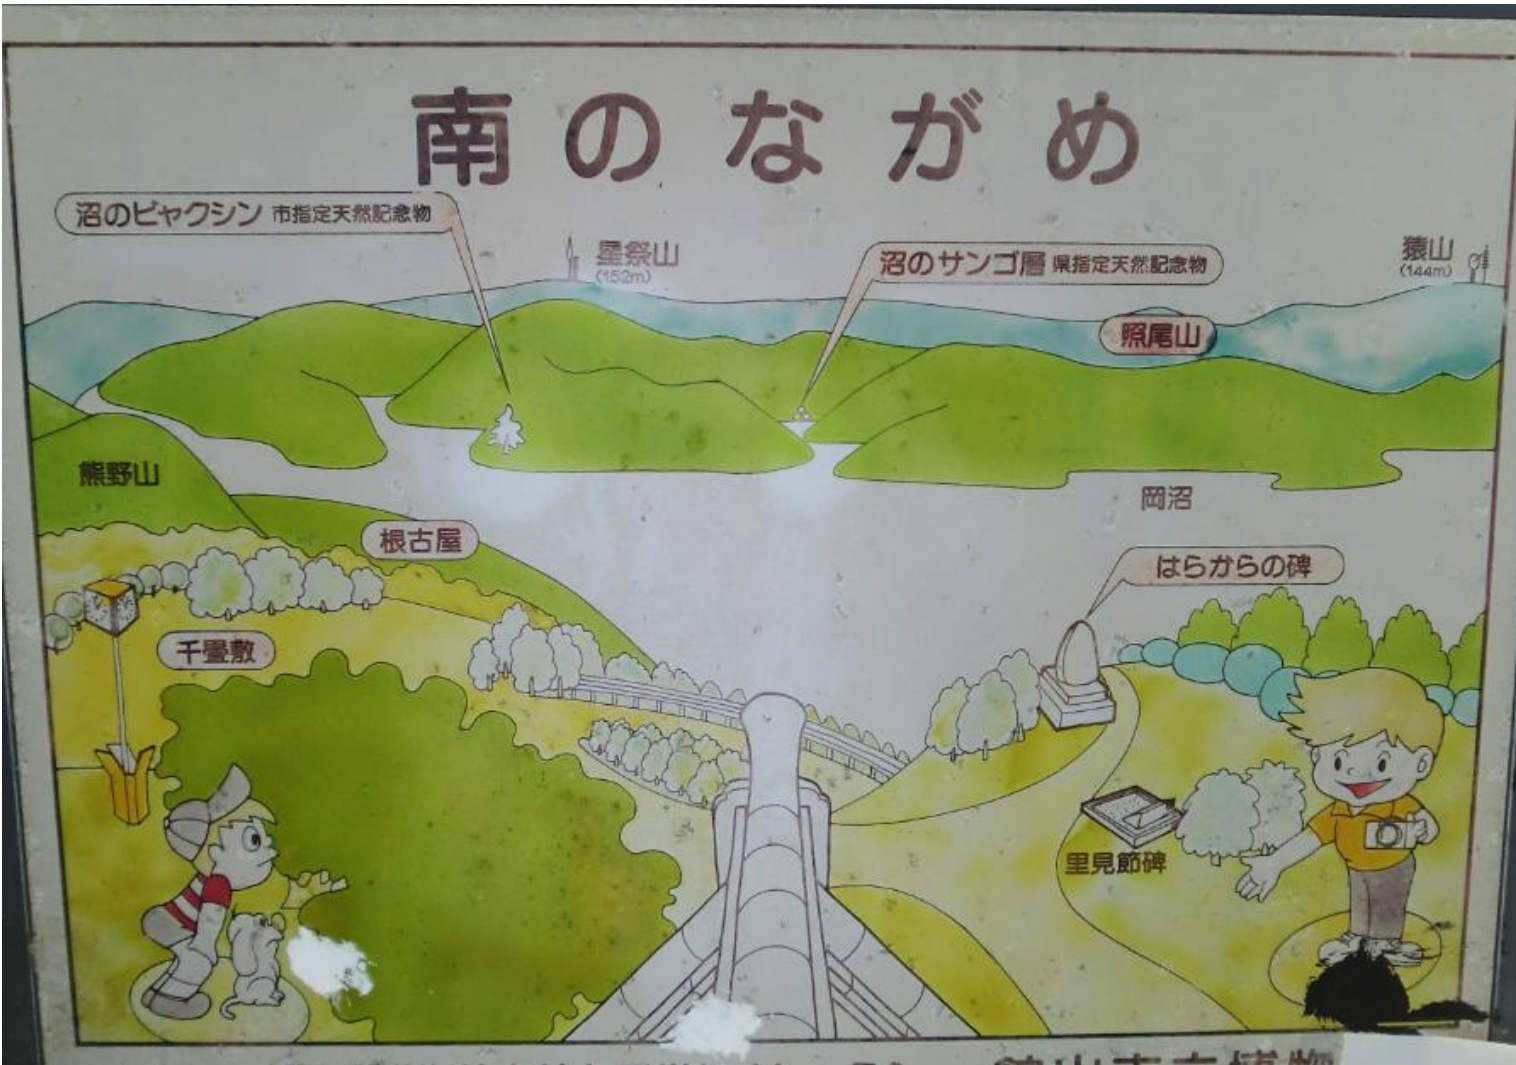 南のながめ
沼のビャクシン 市指定天然記念物
星祭山
(152m)
沼のサンゴ層 県指定天然記念物
猿山
(144m)
照尾山
熊野山
岡沼
根古屋
はらからの碑
千畳敷
里見節碑